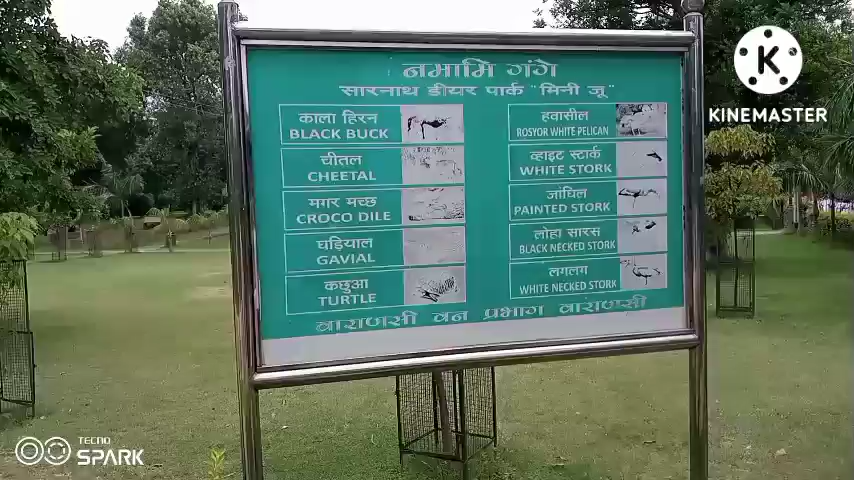 नमामि गंगे
सारनाथ डीयर पार्क "मिनी जू"
काला हिरन
BLACK BUCK
चीतल
CHEETAL
मगर मच्छ
CROCO DILE
घड़ियाल
GAVIAL
कछुआ
TURTLE
हवासील
ROSYOR WHITE PELICAN
व्हाइट स्टार्क
WHITE STORK
जांघिल
PAINTED STORK
लोहा सारस
BLACK NECKED STORK
लगलग
WHITE NECKED STORK
वाराणसी वन प्रभाग वाराणसी
K
KINEMASTER
TECNO
SPARK